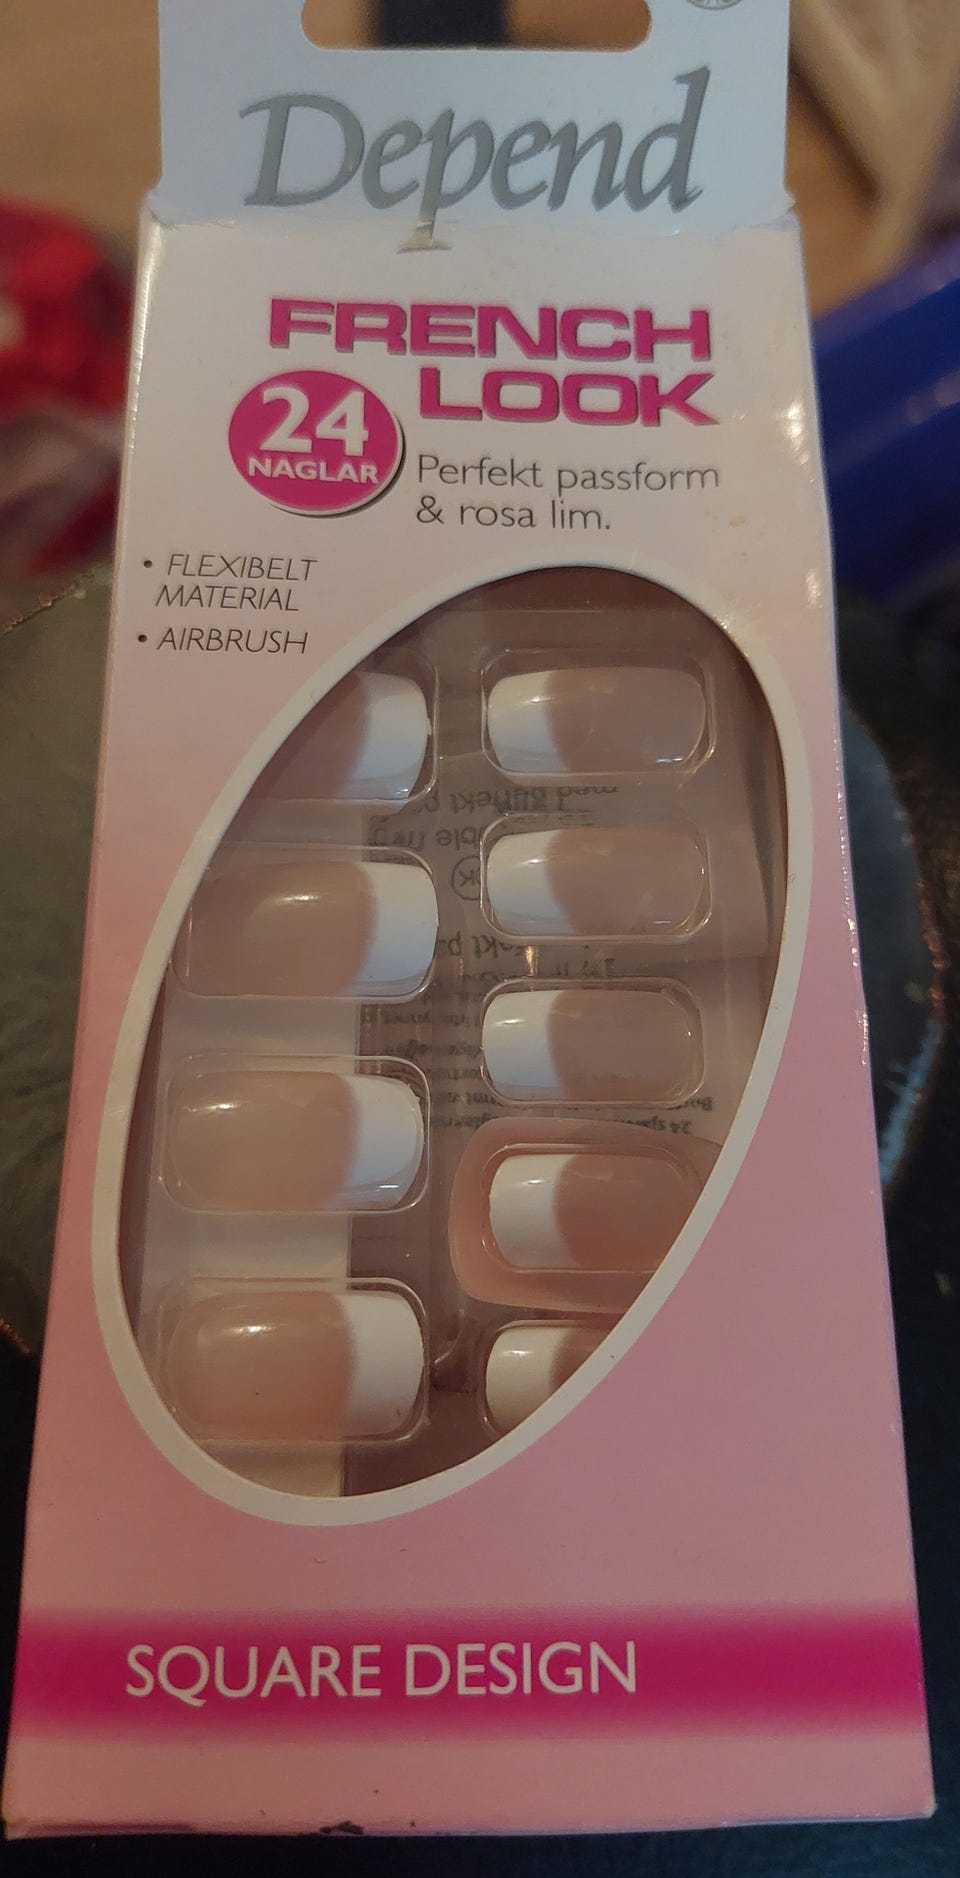 Depend
FRENCH
LOOK
24
NAGLAR
Perfekt passform
& rosa lim.
• FLEXIBELT
MATERIAL
• AIRBRUSH
SQUARE DESIGN